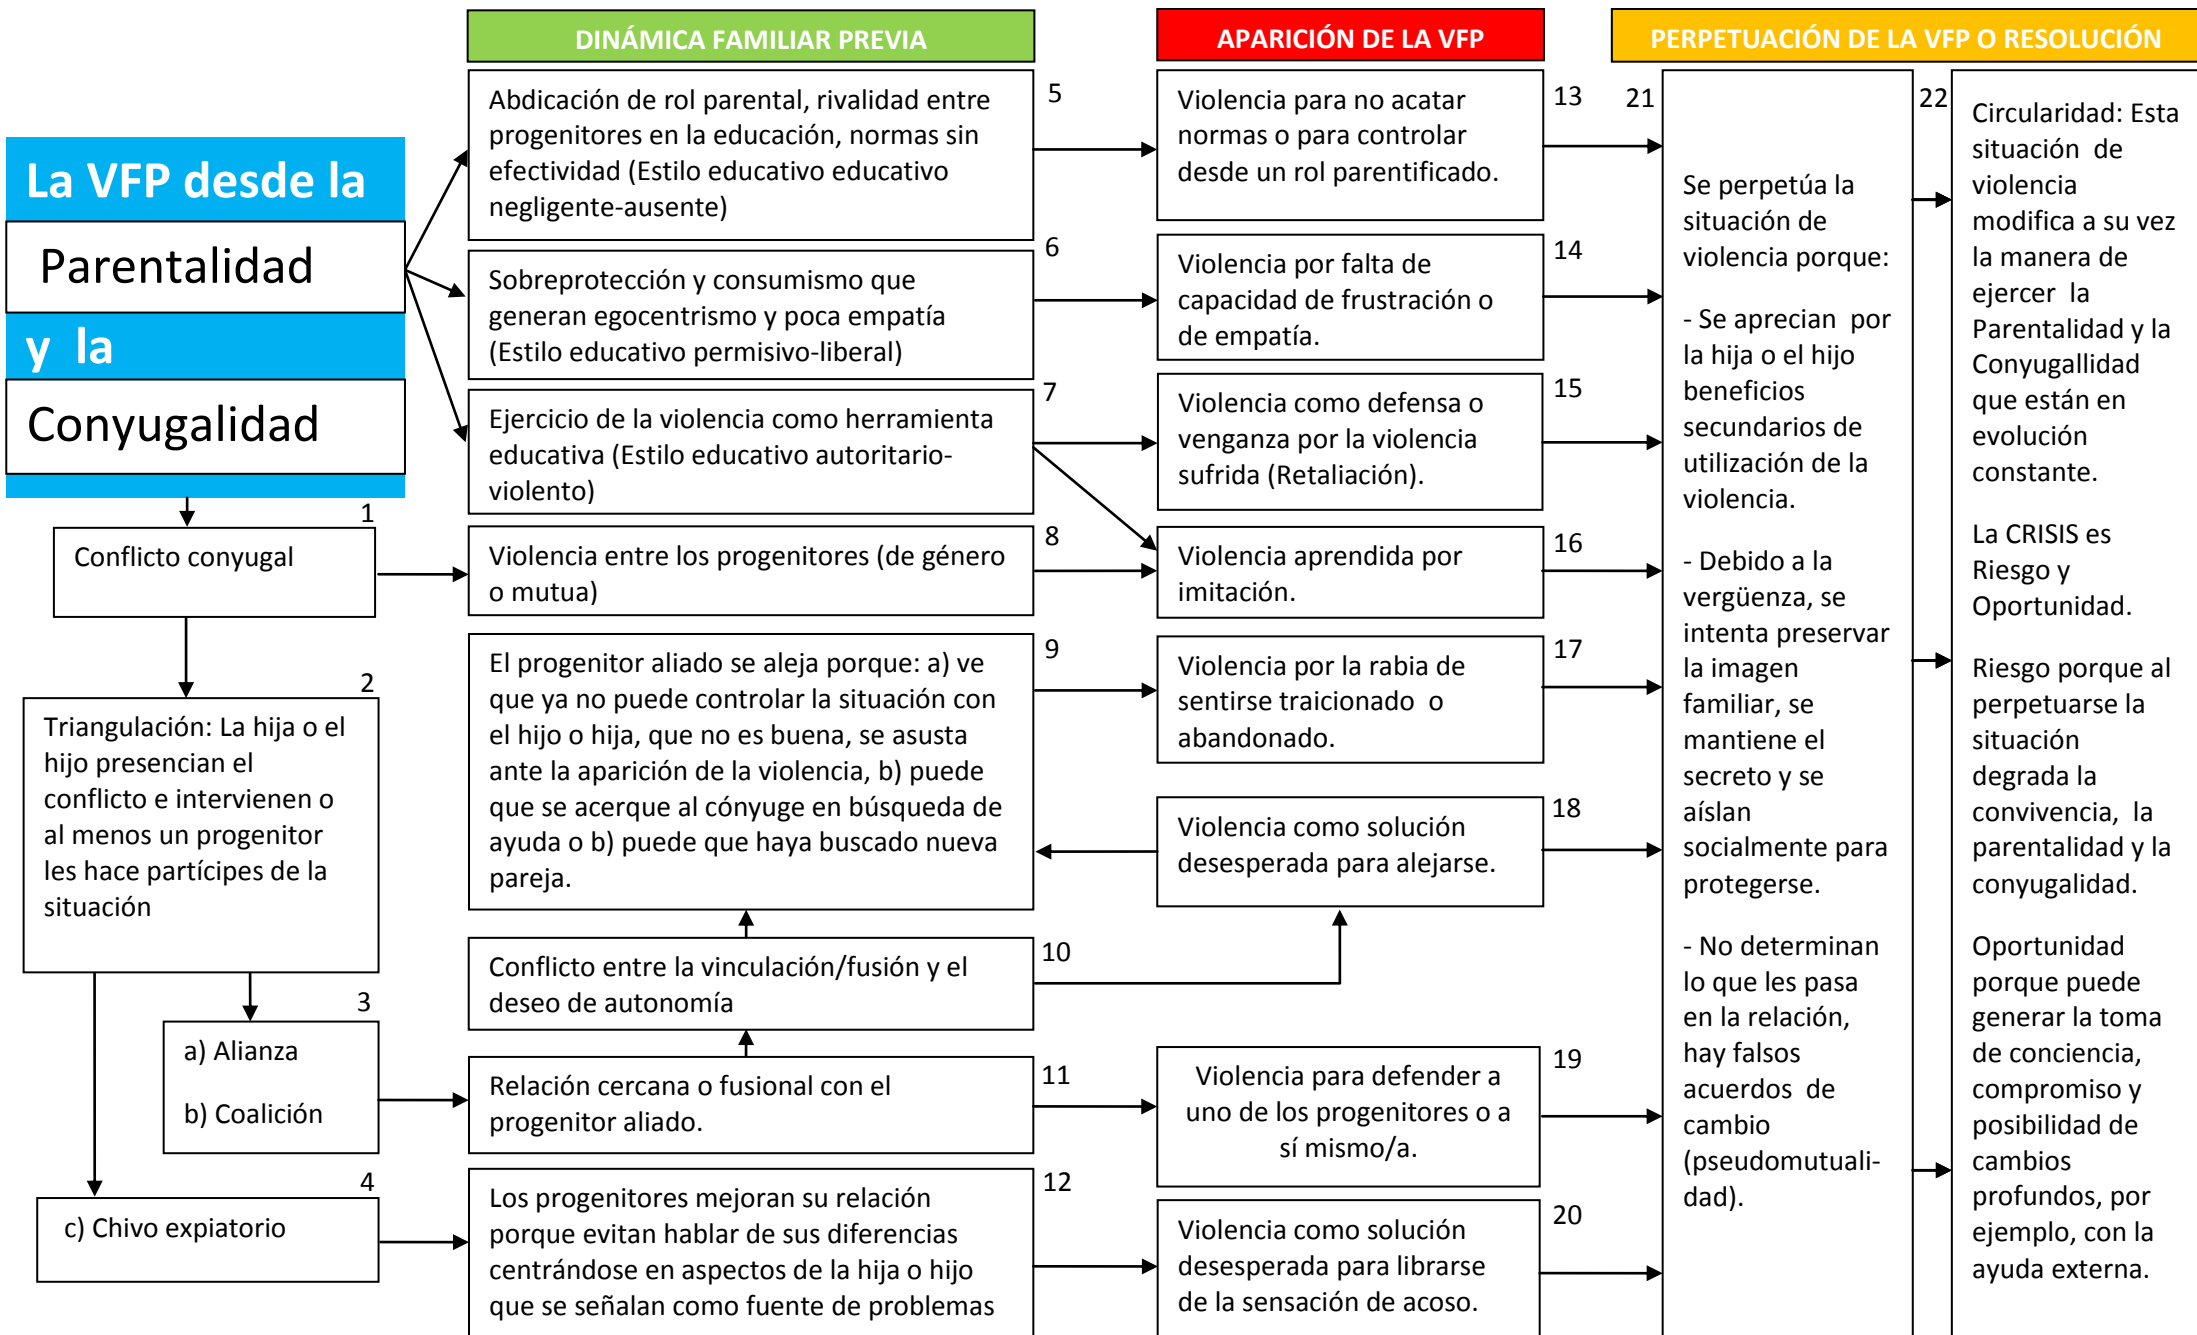 DINÁMICA FAMILIAR PREVIA
APARICIÓN DE LA VFP
PERPETUACIÓN DE LA VFP O RESOLUCIÓN
La VFP desde la
Parentalidad
y la
Conyugalidad
1
Conflicto conyugal
2
Triangulación: La hija o el
hijo presencian el
conflicto e intervienen o
al menos un progenitor
les hace partícipes de la
situación
3
a) Alianza
b) Coalición
4
c) Chivo expiatorio
5
Abdicación de rol parental, rivalidad entre
progenitores en la educación, normas sin
efectividad (Estilo educativo educativo
negligente-ausente)
6
Sobreprotección y consumismo que
generan egocentrismo y poca empatía
(Estilo educativo permisivo-liberal)
7
Ejercicio de la violencia como herramienta
educativa (Estilo educativo autoritario-
violento)
8
Violencia entre los progenitores (de género
o mutua)
9
El progenitor aliado se aleja porque: a) ve
que ya no puede controlar la situación con
el hijo o hija, que no es buena, se asusta
ante la aparición de la violencia, b) puede
que se acerque al cónyuge en búsqueda de
ayuda o b) puede que haya buscado nueva
pareja.
10
Conflicto entre la vinculación/fusión y el
deseo de autonomía
11
Relación cercana o fusional con el
progenitor aliado.
12
Los progenitores mejoran su relación
porque evitan hablar de sus diferencias
centrándose en aspectos de la hija o hijo
que se señalan como fuente de problemas
13
Violencia para no acatar
normas o para controlar
desde un rol parentificado.
14
Violencia por falta de
capacidad de frustración o
de empatía.
15
Violencia como defensa o
venganza por la violencia
sufrida (Retaliación).
16
Violencia aprendida por
imitación.
17
Violencia por la rabia de
sentirse traicionado o
abandonado.
18
Violencia como solución
desesperada para alejarse.
19
Violencia para defender a
uno de los progenitores o a
sí mismo/a.
20
Violencia como solución
desesperada para librarse
de la sensación de acoso.
21
Se perpetúa la
situación de
violencia porque:
- Se aprecian por
la hija o el hijo
beneficios
secundarios de
utilización de la
violencia.
- Debido a la
vergüenza, se
intenta preservar
la imagen
familiar, se
mantiene el
secreto y se
aíslan
socialmente para
protegerse.
- No determinan
lo que les pasa
en la relación,
hay falsos
acuerdos de
cambio
(pseudomutuali-
dad).
22
Circularidad: Esta
situación de
violencia
modifica a su vez
la manera de
ejercer la
Parentalidad y la
Conyugallidad
que están en
evolución
constante.
La CRISIS es
Riesgo y
Oportunidad.
Riesgo porque al
perpetuarse la
situación
degrada la
convivencia, la
parentalidad y la
conyugalidad.
Oportunidad
porque puede
generar la toma
de conciencia,
compromiso y
posibilidad de
cambios
profundos, por
ejemplo, con la
ayuda externa.